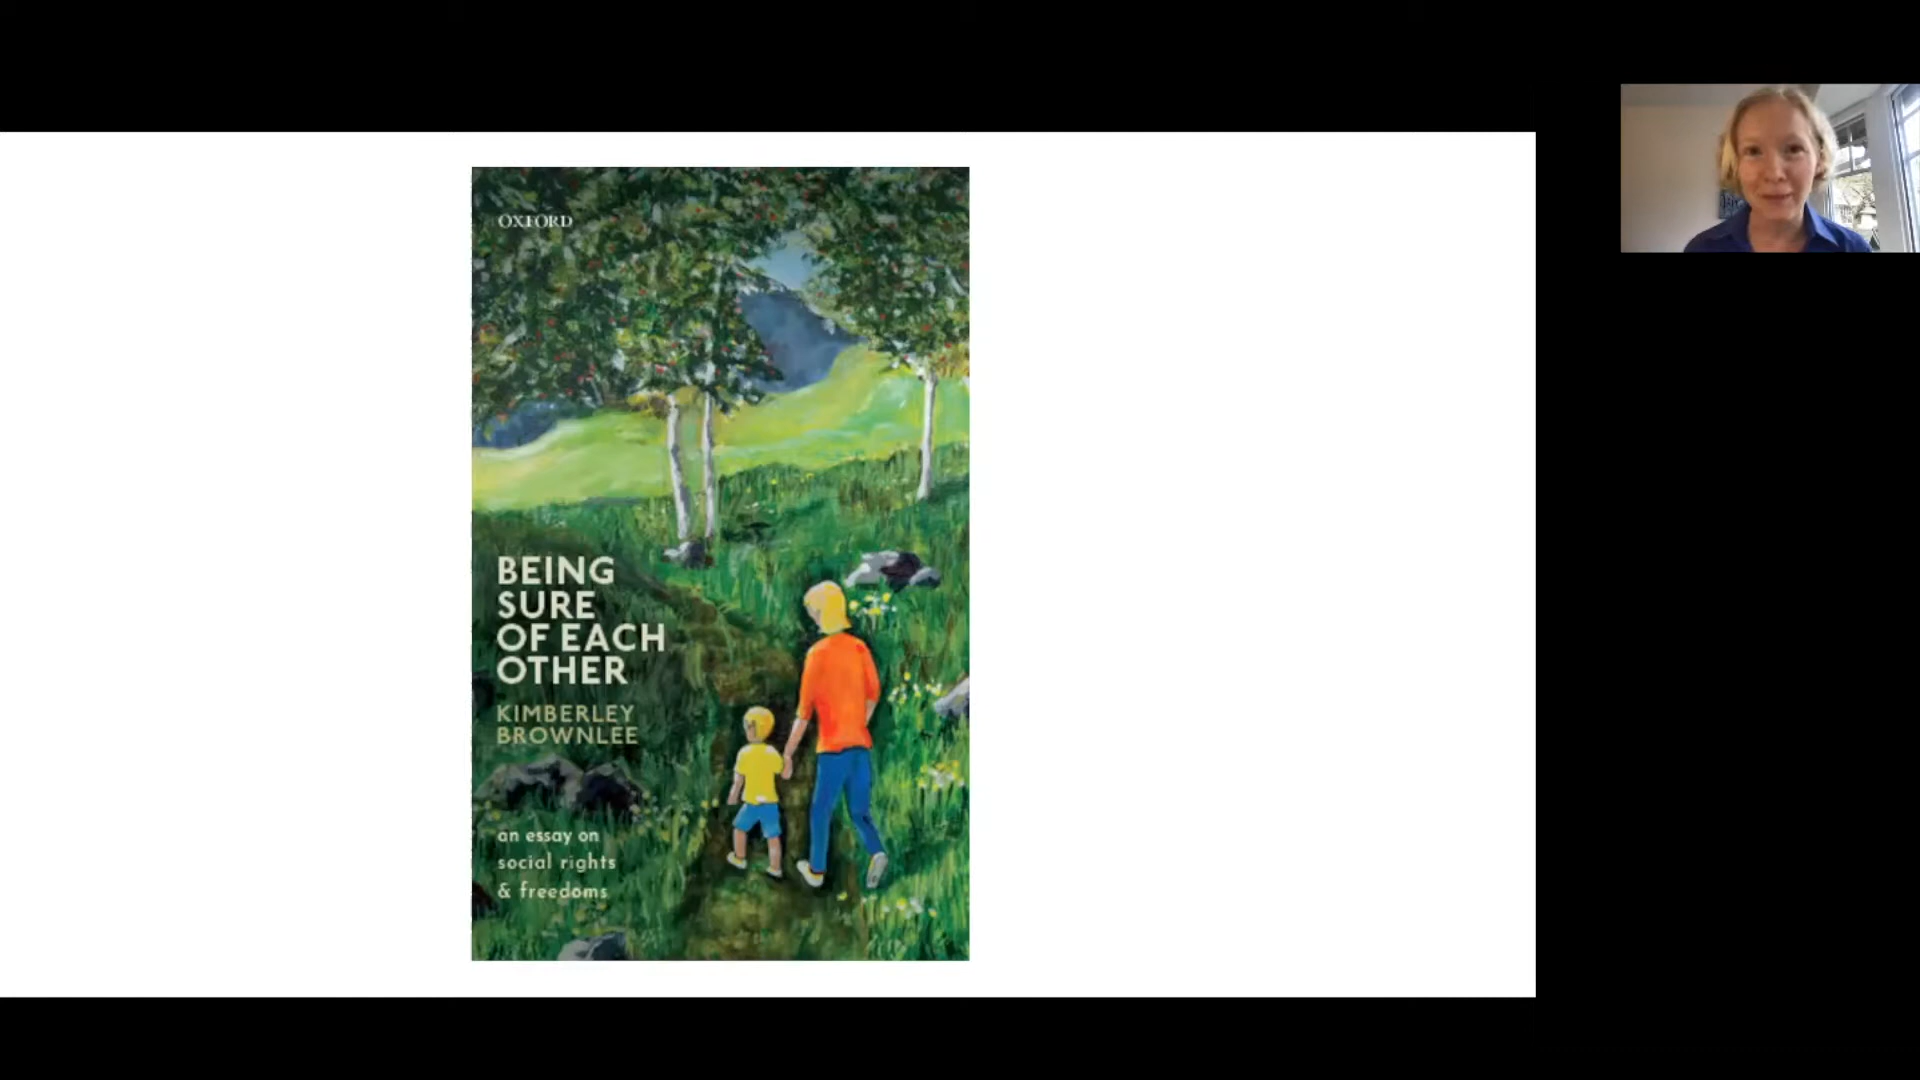 OXFORD
BEING
SURE
OF EACH
OTHER
KIMBERLEY
BROWNLEE
an essay on
social rights
& freedoms